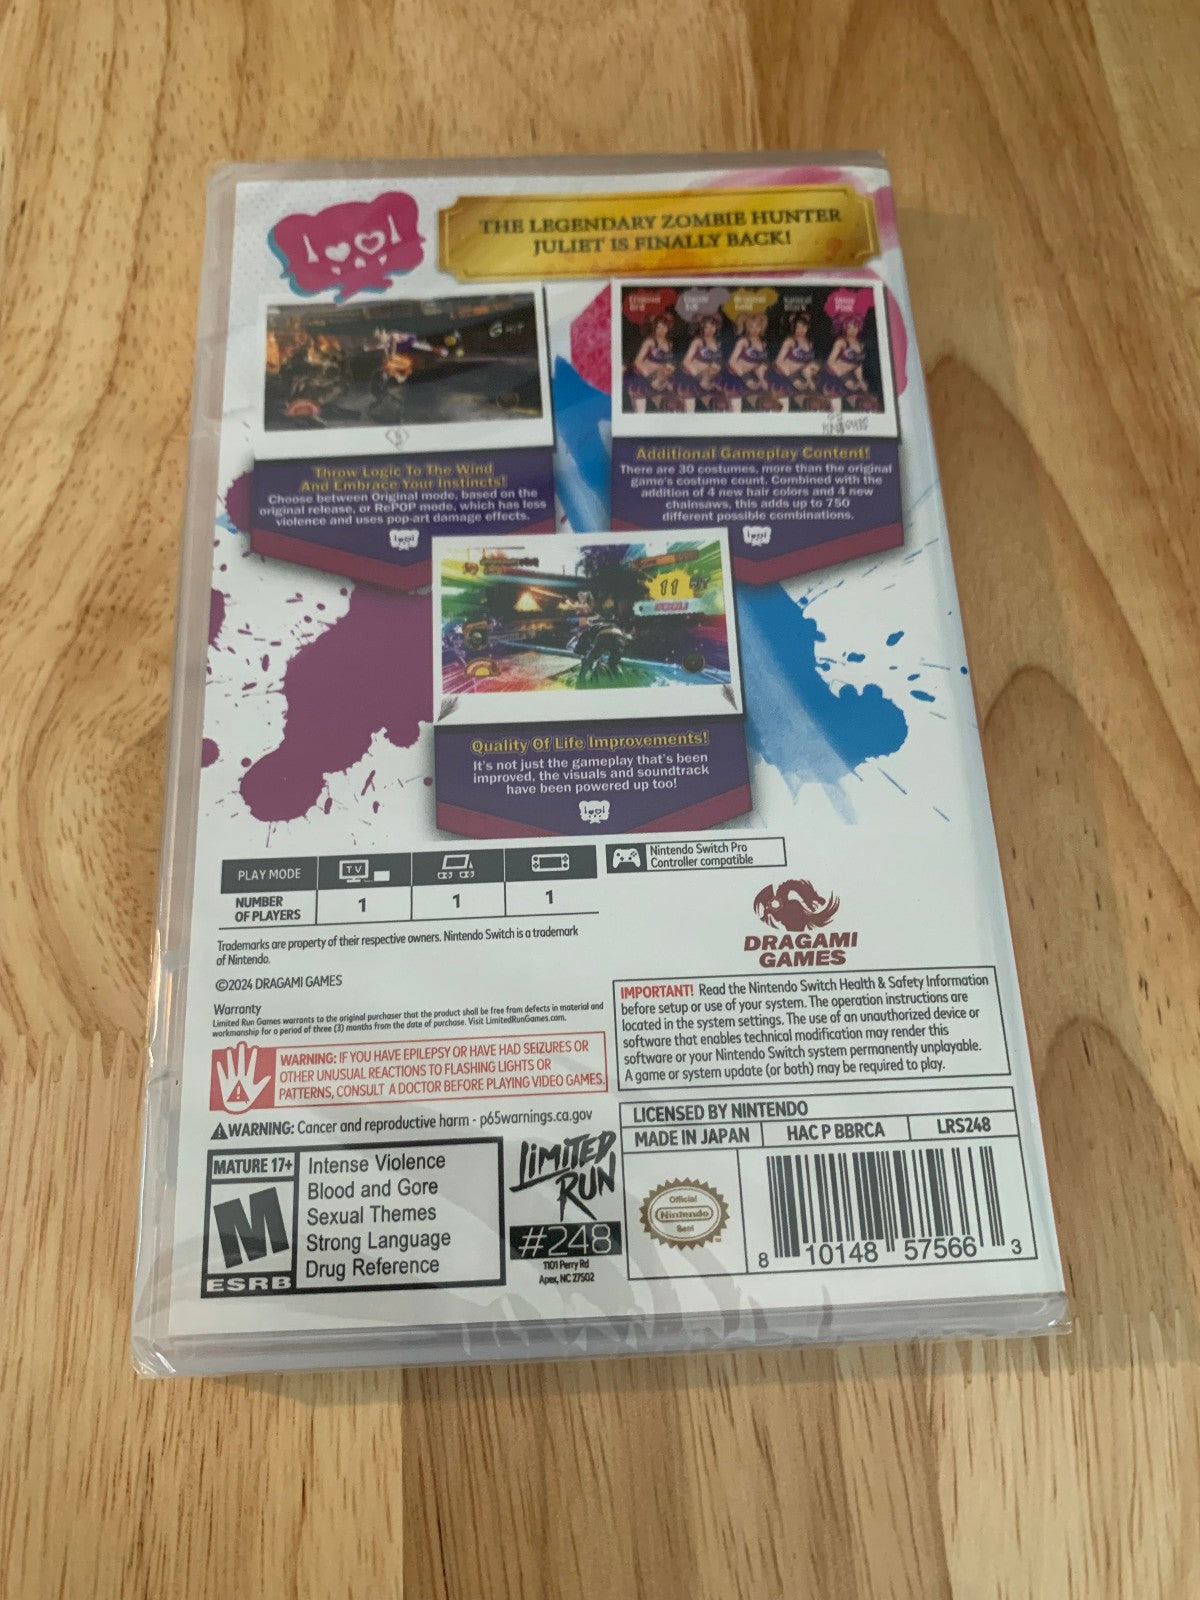 THE LEGENDARY ZOMBIE HUNTER
JULIET IS FINALLY BACK!
Throw Logic To The Wind
And Embrace Your Instincts!
Choose between Original mode, based on the
original release, or RePOP mode, which has less
violence and uses pop-art damage effects.
Additional Gameplay Content!
There are 30 costumes, more than the original
game's costume count. Combined with the
addition of 4 new hair colors and 4 new
chainsaws, this adds up to 750
different possible combinations.
11 HIT
Quality Of Life Improvements!
It's not just the gameplay that's been
improved, the visuals and soundtrack
have been powered up too!
PLAY MODE
TV
NUMBER
OF PLAYERS
1
1
1
Nintendo Switch Pro
Controller compatible
Trademarks are property of their respective owners. Nintendo Switch is a trademark
of Nintendo.
©2024 DRAGAMI GAMES
DRAGAMI
GAMES
Warranty
Limited Run Games warrants to the original purchaser that the product shall be free from defects in material and
workmanship for a period of three (3) months from the date of purchase. Visit LimitedRunGames.com.
WARNING: IF YOU HAVE EPILEPSY OR HAVE HAD SEIZURES OR
OTHER UNUSUAL REACTIONS TO FLASHING LIGHTS OR
PATTERNS, CONSULT A DOCTOR BEFORE PLAYING VIDEO GAMES.
IMPORTANT! Read the Nintendo Switch Health & Safety Information
before setup or use of your system. The operation instructions are
located in the system settings. The use of an unauthorized device or
software that enables technical modification may render this
software or your Nintendo Switch system permanently unplayable.
A game or system update (or both) may be required to play.
WARNING: Cancer and reproductive harm - p65warnings.ca.gov
MATURE 17+
M
ESRB
Intense Violence
Blood and Gore
Sexual Themes
Strong Language
Drug Reference
LIMITED
RUN
#248
1101 Perry Rd
Apex, NC 27502
LICENSED BY NINTENDO
MADE IN JAPAN
HAC P BBRCA
LRS248
Official
Nintendo
Seal
8 10148 57566 3